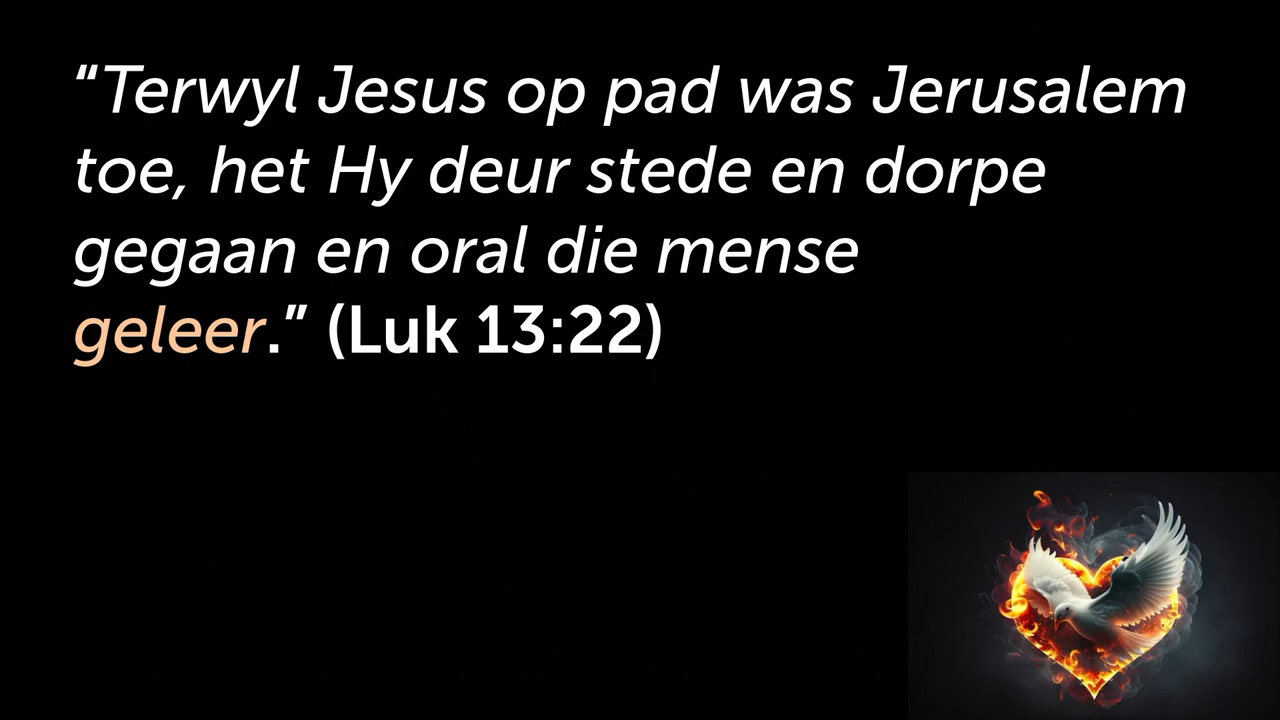 “Terwyl Jesus op pad was Jerusalem
toe, het Hy deur stede en dorpe
gegaan en oral die mense
geleer.” (Luk 13:22)